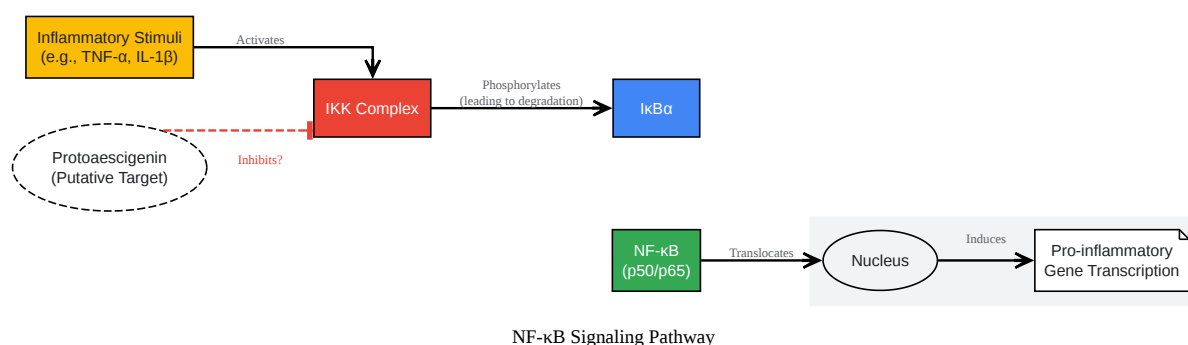 Inflammatory Stimuli
(e.g., TNF-α, IL-1β)
Activates
IKK Complex
Phosphorylates
(leading to degradation)
IκBα
Protoaescigenin
(Putative Target)
Inhibits?
NF-κB
(p50/p65)
Translocates
Nucleus
Induces
Pro-inflammatory
Gene Transcription
NF-κB Signaling Pathway